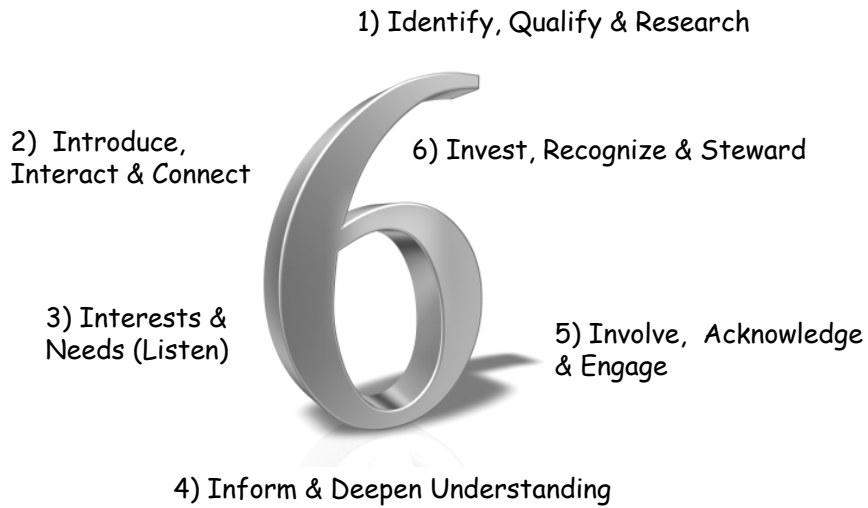 1) Identify, Qualify & Research
2) Introduce,
Interact & Connect
6) Invest, Recognize & Steward
6
3) Interests &
Needs (Listen)
5) Involve, Acknowledge
& Engage
4) Inform & Deepen Understanding